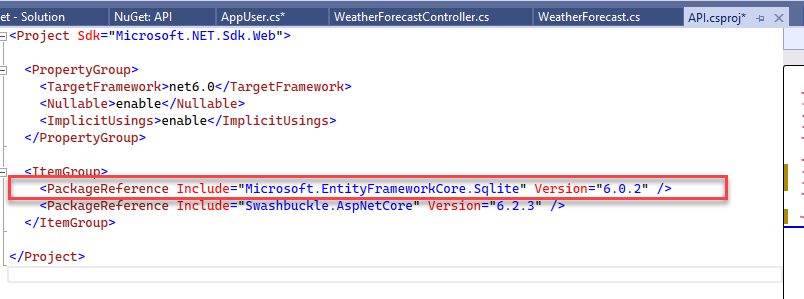 et - Solution NuGet: API AppUser.cs* WeatherForecastController.cs WeatherForecast.cs API.csproj*
<Project Sdk="Microsoft.NET.Sdk.Web">
<PropertyGroup>
<TargetFramework>net6.0</TargetFramework>
<Nullable>enable</Nullable>
<ImplicitUsings>enable</ImplicitUsings>
</PropertyGroup>
<ItemGroup>
<PackageReference Include="Microsoft.EntityFrameworkCore.Sqlite" Version="6.0.2" />
<PackageReference Include="Swashbuckle.AspNetCore" Version="6.2.3" />
</ItemGroup>
</Project>